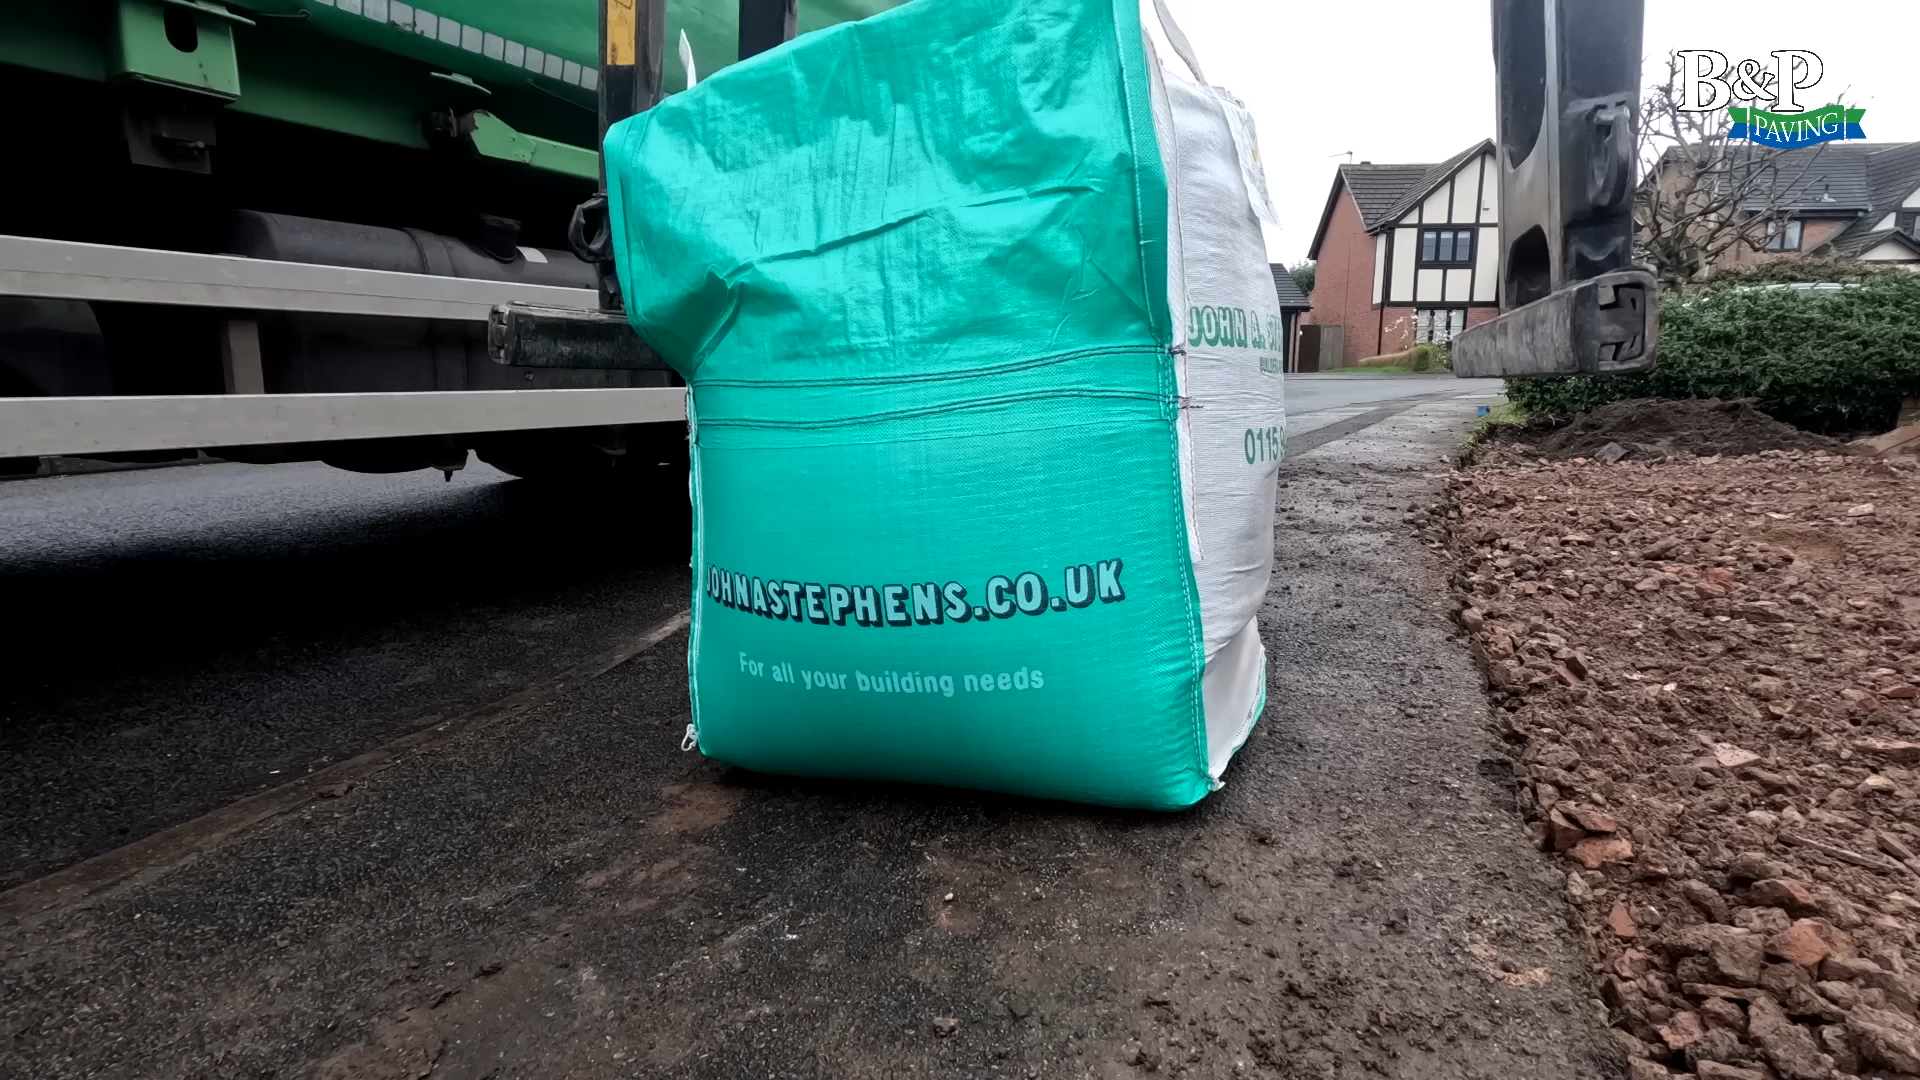 B&P
PAVING
JOHN A.
0115
JOHNASTEPHENS.CO.UK
For all your building needs